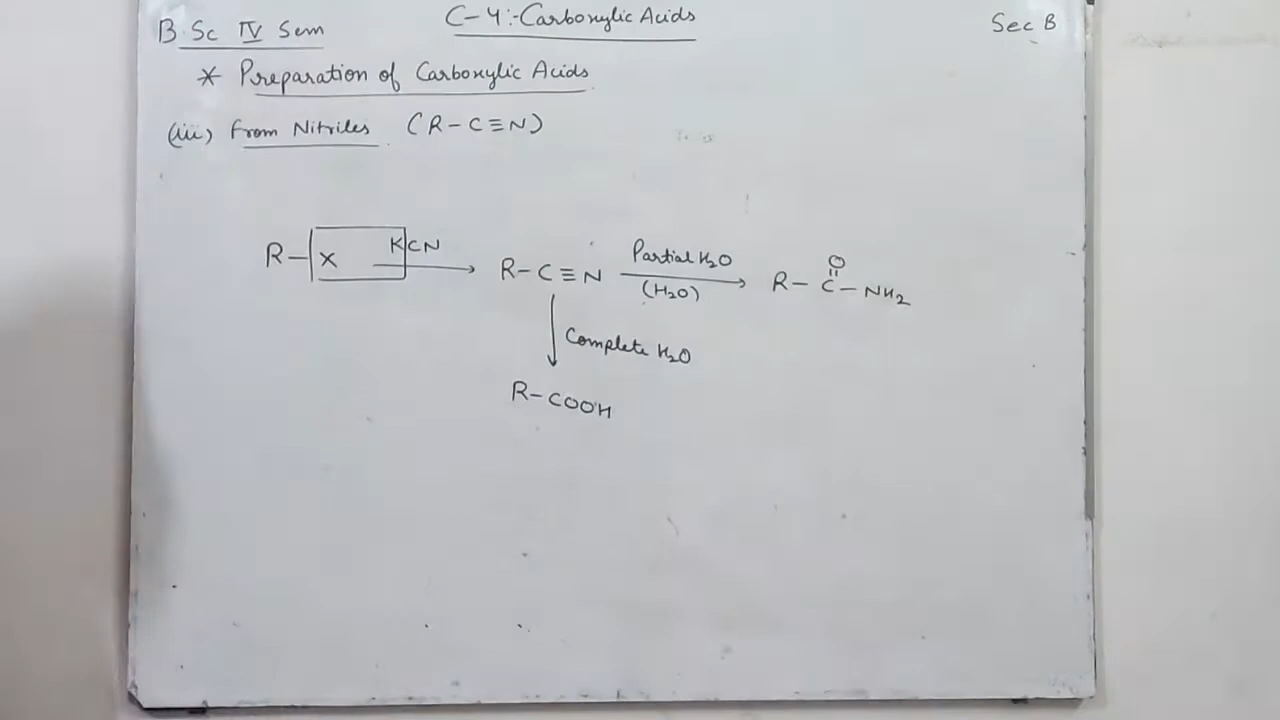 C-4:-Carboxylic Acids
B.Sc IV Sem
Sec B
* Preparation of Carboxylic Acids
(iii) From Nitriles (R-C≡N)
R-X KCN → R-C≡N Partial H2O (H2O) → R-C-NH2
O
Complete H2O
R-COOH